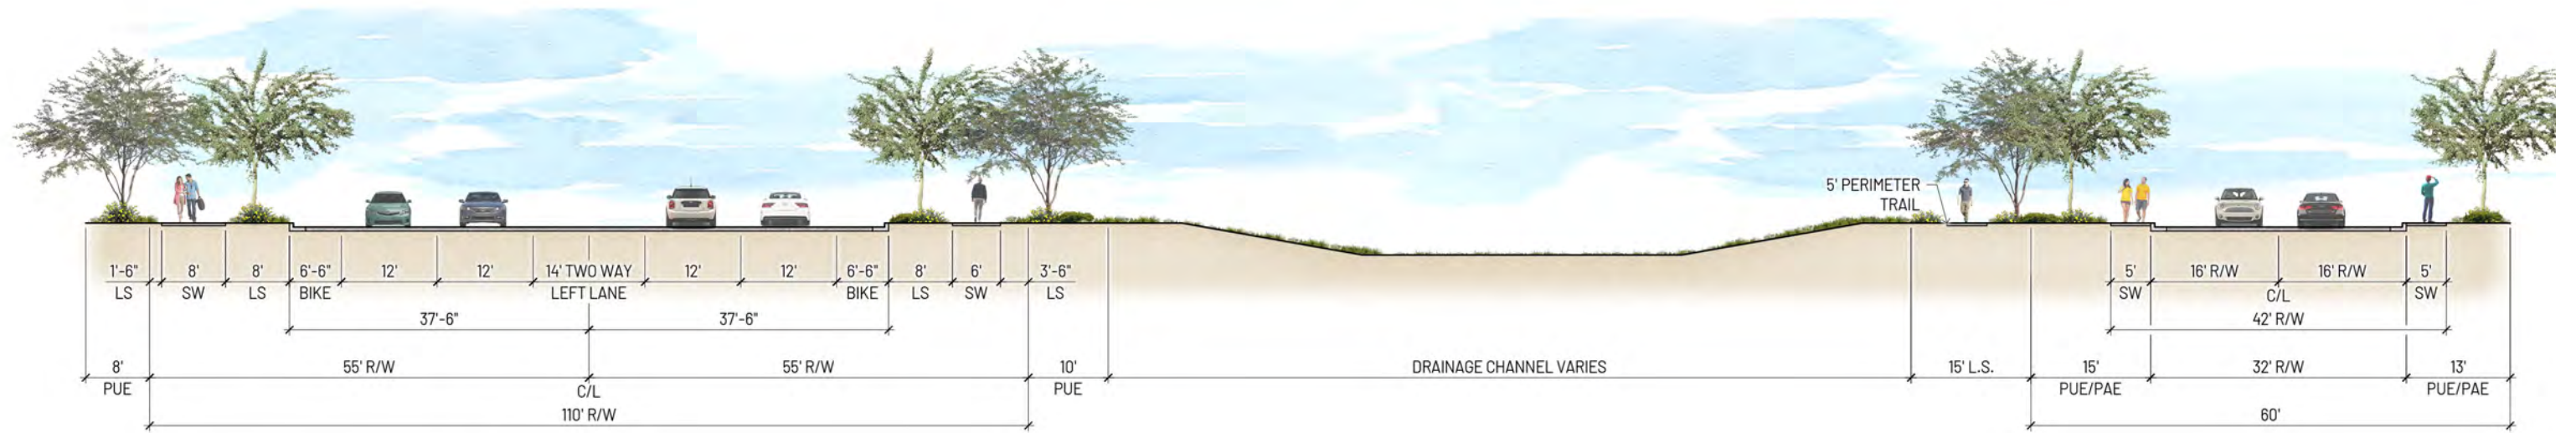 5' PERIMETER
TRAIL
1'-6" 8' 8' 6'-6" 12' 12' 14' TWO WAY 12' 12' 6'-6" 8' 6' 3'-6" 5' 16' R/W 16' R/W 5'
LS SW LS BIKE LEFT LANE BIKE LS SW LS SW C/L SW
37'-6" 37'-6" 42' R/W
8' 55' R/W 55' R/W 10' DRAINAGE CHANNEL VARIES 15' L.S. 15' 32' R/W 13'
PUE C/L PUE PUE/PAE PUE/PAE
110' R/W 60'